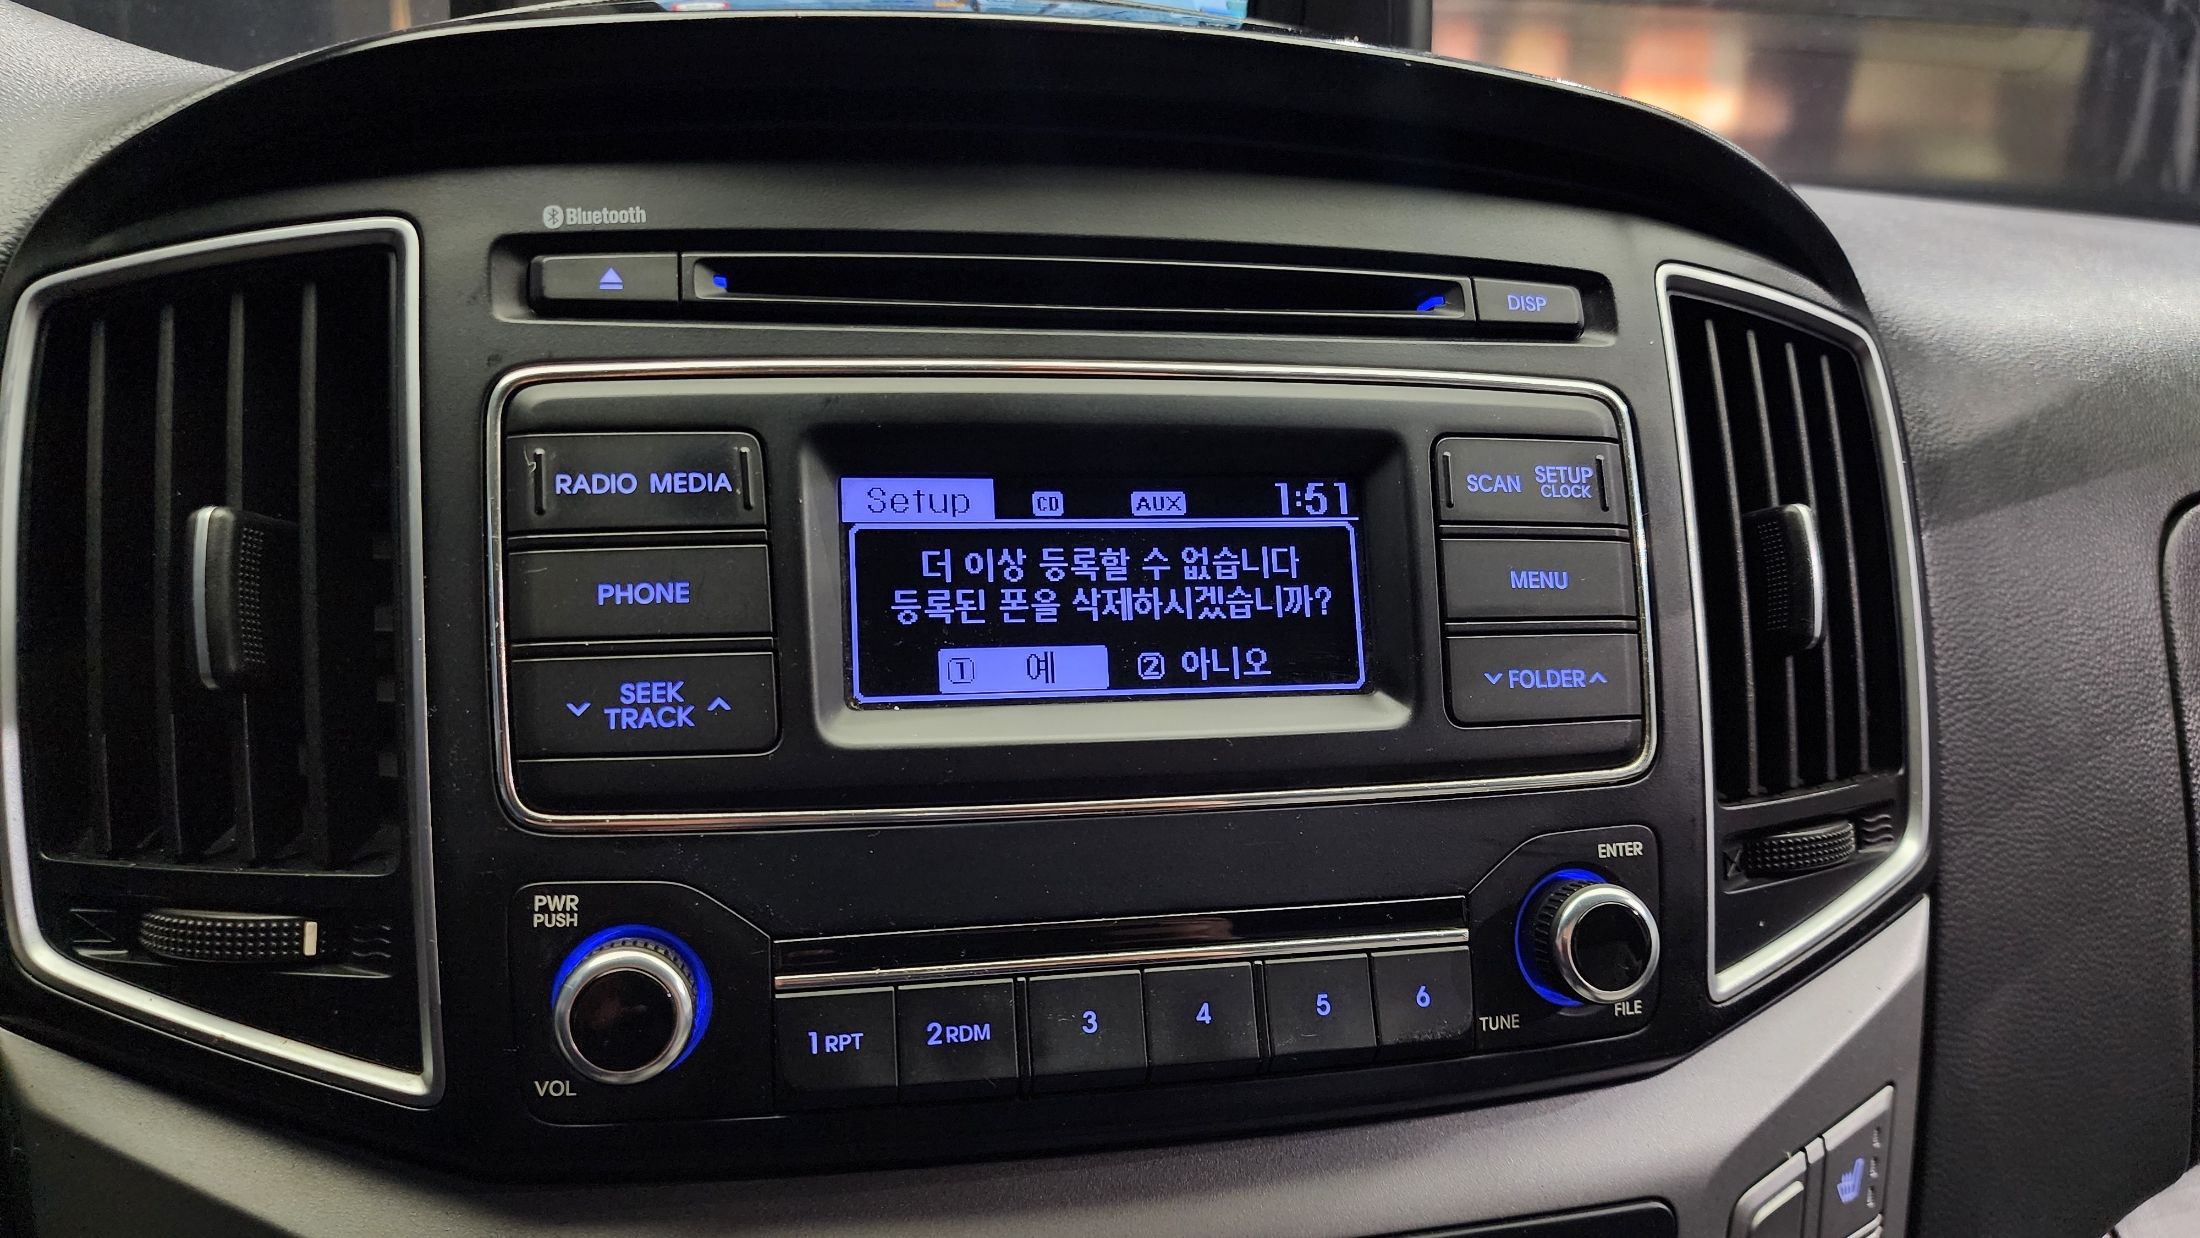 Bluetooth
DISP
RADIO MEDIA
PHONE
SEEK
TRACK
Setup CD AUX 1:51
더 이상 등록할 수 없습니다
등록된 폰을 삭제하시겠습니까?
1 예 2 아니오
SCAN SETUP
CLOCK
MENU
FOLDER
PWR
PUSH
VOL
1 RPT 2 RDM 3 4 5 6
ENTER
TUNE
FILE